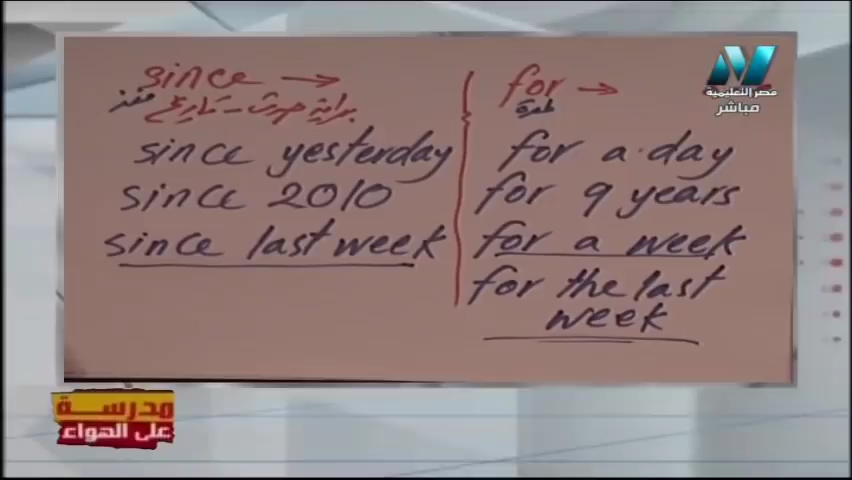 since →
منذ
بداية حدث - تاريخ
since yesterday
since 2010
since last week
for →
لمدة
for a day
for 9 years
for a week
for the last
week
مصر التعليمية
مباشر
مدرسة
على الهواء